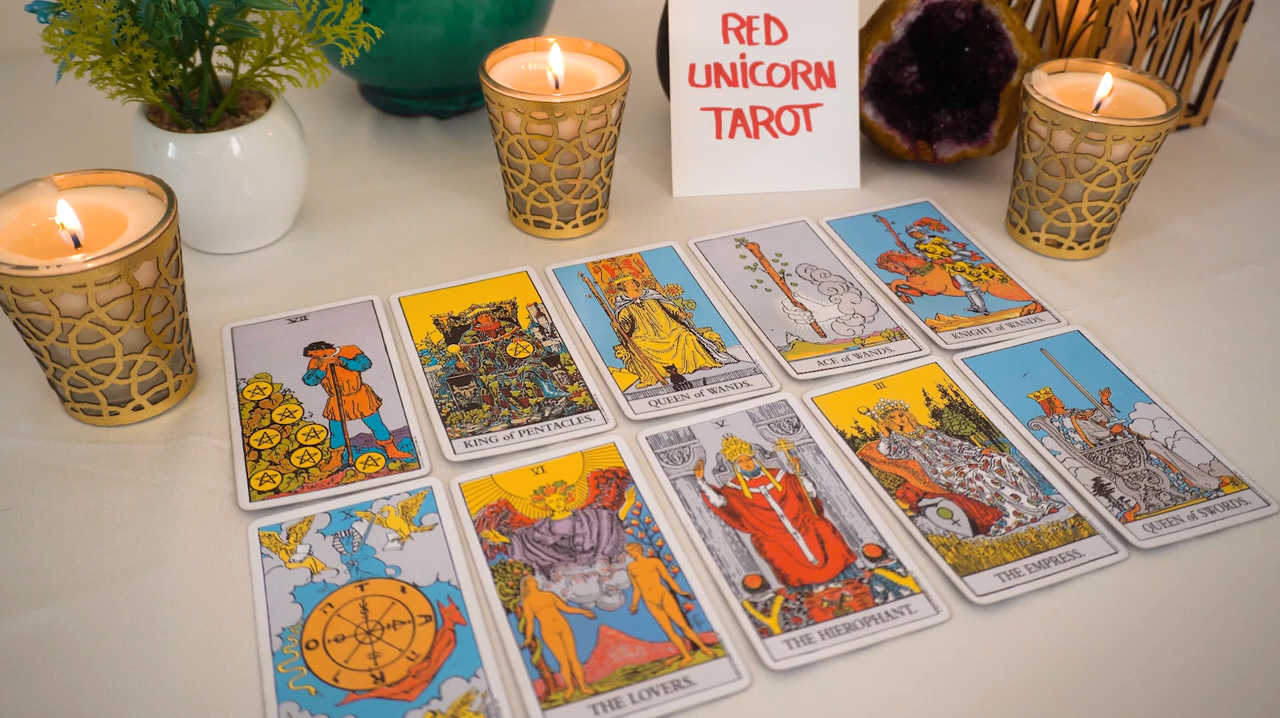 RED
UNiCORN
TAROT
VII
KING of PENTACLES.
QUEEN of WANDS.
ACE of WANDS.
KNIGHT of WANDS.
X
VI
THE LOVERS.
V
THE HIEROPHANT.
III
THE EMPRESS.
QUEEN of SWORDS.